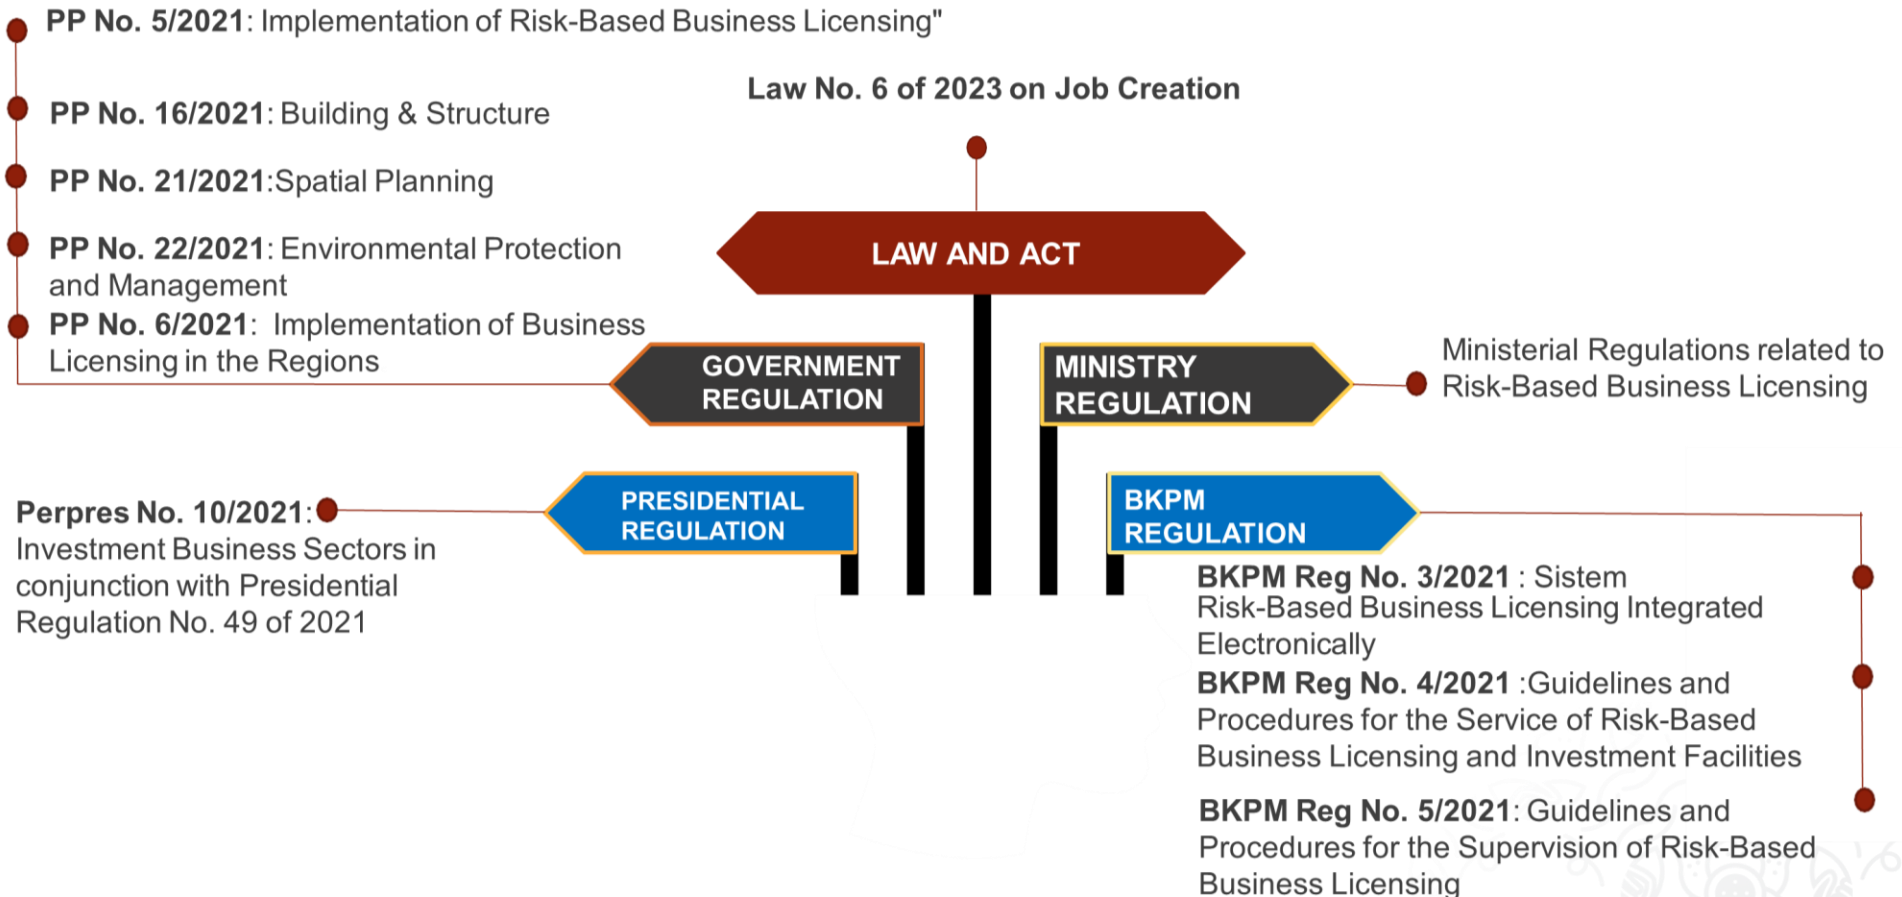 PP No. 5/2021: Implementation of Risk-Based Business Licensing"
PP No. 16/2021: Building & Structure
PP No. 21/2021:Spatial Planning
PP No. 22/2021: Environmental Protection
and Management
PP No. 6/2021: Implementation of Business
Licensing in the Regions
Law No. 6 of 2023 on Job Creation
LAW AND ACT
GOVERNMENT
REGULATION
MINISTRY
REGULATION
Ministerial Regulations related to
Risk-Based Business Licensing
PRESIDENTIAL
REGULATION
Perpres No. 10/2021:
Investment Business Sectors in
conjunction with Presidential
Regulation No. 49 of 2021
BKPM
REGULATION
BKPM Reg No. 3/2021 : Sistem
Risk-Based Business Licensing Integrated
Electronically
BKPM Reg No. 4/2021 :Guidelines and
Procedures for the Service of Risk-Based
Business Licensing and Investment Facilities
BKPM Reg No. 5/2021: Guidelines and
Procedures for the Supervision of Risk-Based
Business Licensing